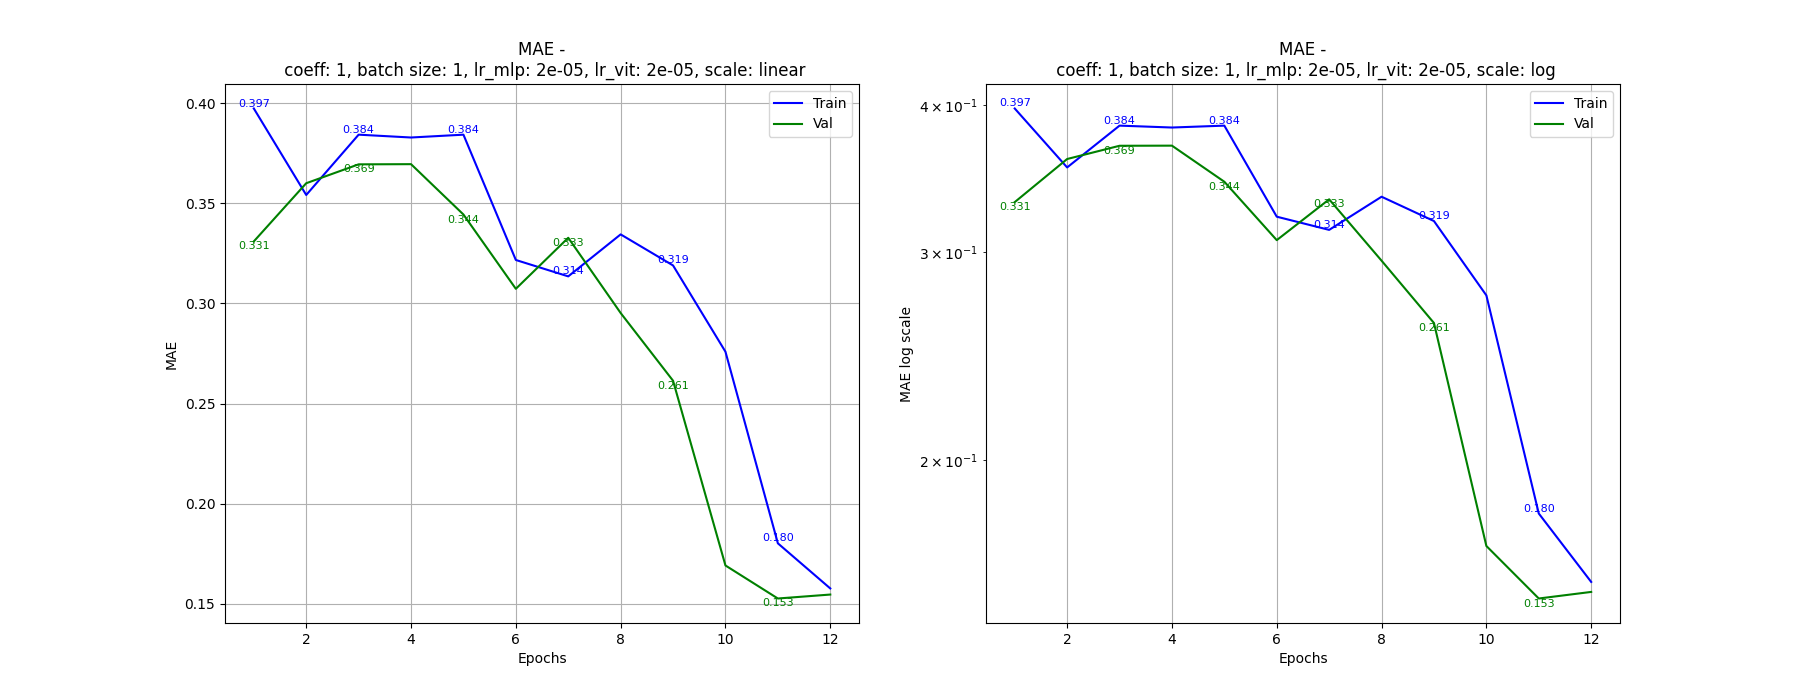 MAE -
coeff: 1, batch size: 1, lr_mlp: 2e-05, lr_vit: 2e-05, scale: linear
Train
Val
0.397
0.384
0.384
0.369
0.331
0.344
0.333
0.314
0.319
0.261
0.180
0.153
MAE
0.40
0.35
0.30
0.25
0.20
0.15
2 4 6 8 10 12
Epochs
MAE -
coeff: 1, batch size: 1, lr_mlp: 2e-05, lr_vit: 2e-05, scale: log
Train
Val
0.397
0.384
0.384
0.369
0.331
0.344
0.333
0.314
0.319
0.261
0.180
0.153
MAE log scale
4 × 10⁻¹
3 × 10⁻¹
2 × 10⁻¹
2 4 6 8 10 12
Epochs